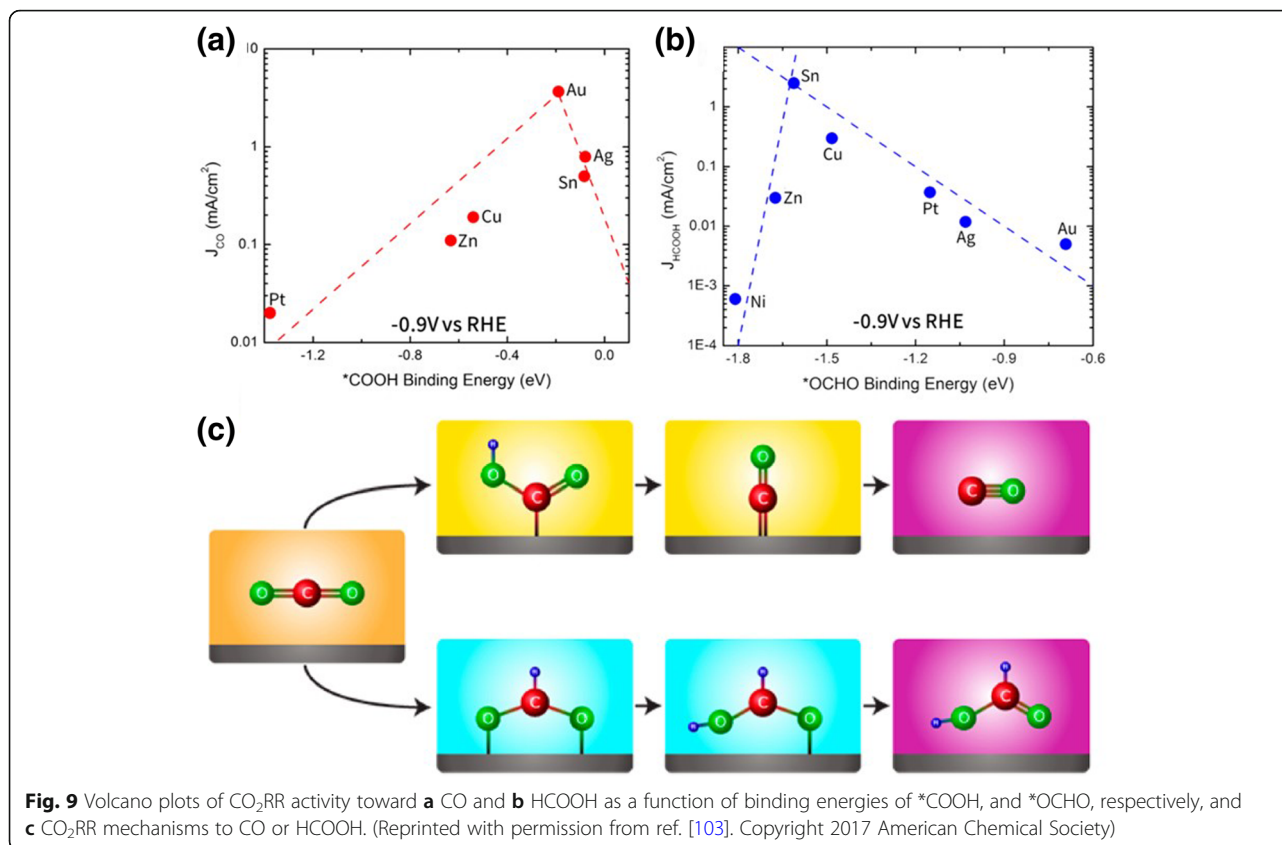 (a)
10
1
0.1
0.01
J_CO (mA/cm²)
Au
Ag
Sn
Cu
Zn
Pt
-0.9V vs RHE
-1.2
-0.8
-0.4
0.0
*COOH Binding Energy (eV)
(b)
1
0.1
0.01
1E-3
1E-4
J_HCOOH (mA/cm²)
Sn
Cu
Zn
Pt
Ag
Au
Ni
-0.9V vs RHE
-1.8
-1.5
-1.2
-0.9
-0.6
*OCHO Binding Energy (eV)
(c)
O C O
H
O C O
O
C
C O
H
C
O O
H
C
H O O
H
C
H O O
Fig. 9 Volcano plots of CO₂RR activity toward a CO and b HCOOH as a function of binding energies of *COOH, and *OCHO, respectively, and
c CO₂RR mechanisms to CO or HCOOH. (Reprinted with permission from ref. [103]. Copyright 2017 American Chemical Society)